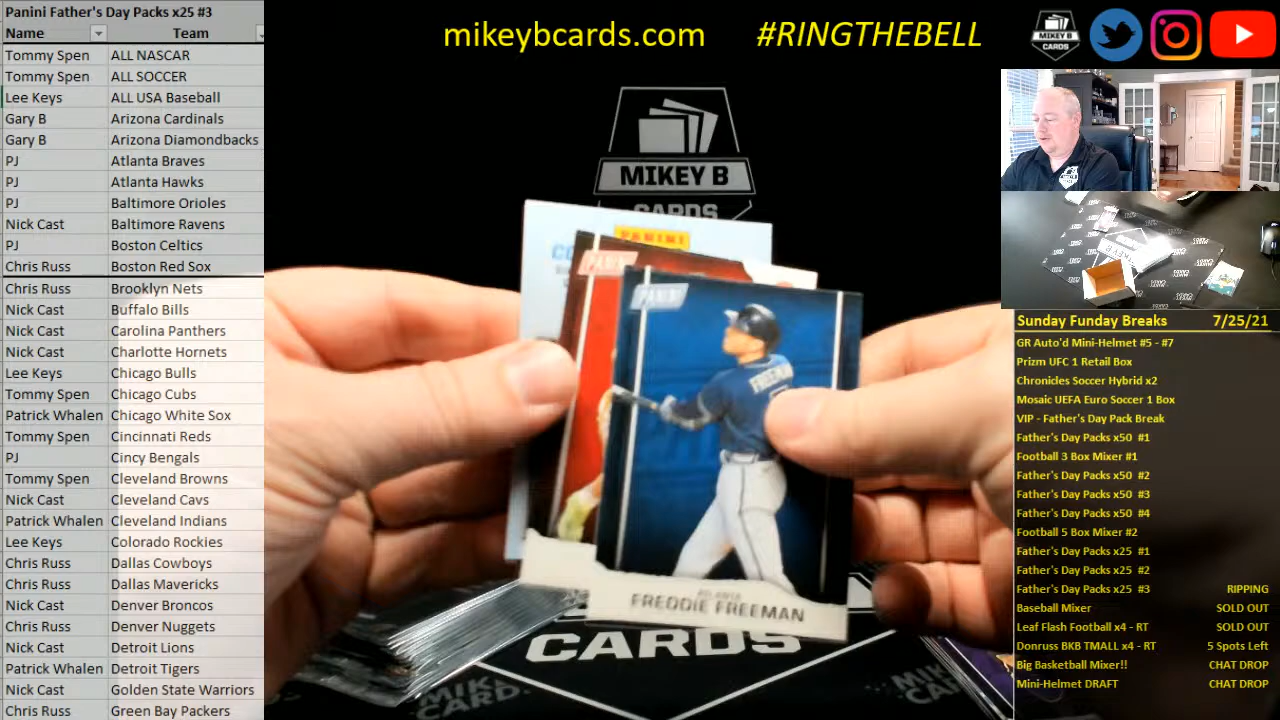 Panini Father's Day Packs x25 #3
Name Team
Tommy Spen ALL NASCAR
Tommy Spen ALL SOCCER
Lee Keys ALL USA Baseball
Gary B Arizona Cardinals
Gary B Arizona Diamondbacks
PJ Atlanta Braves
PJ Atlanta Hawks
PJ Baltimore Orioles
Nick Cast Baltimore Ravens
PJ Boston Celtics
Chris Russ Boston Red Sox
Chris Russ Brooklyn Nets
Nick Cast Buffalo Bills
Nick Cast Carolina Panthers
Nick Cast Charlotte Hornets
Lee Keys Chicago Bulls
Tommy Spen Chicago Cubs
Patrick Whalen Chicago White Sox
Tommy Spen Cincinnati Reds
PJ Cincy Bengals
Tommy Spen Cleveland Browns
Nick Cast Cleveland Cavs
Patrick Whalen Cleveland Indians
Lee Keys Colorado Rockies
Chris Russ Dallas Cowboys
Chris Russ Dallas Mavericks
Nick Cast Denver Broncos
Chris Russ Denver Nuggets
Nick Cast Detroit Lions
Patrick Whalen Detroit Tigers
Nick Cast Golden State Warriors
Chris Russ Green Bay Packers
mikeybcards.com #RINGTHEBELL
MIKEY B
CARDS
MIKEY B
CARDS
PANINI
PANINI
PANINI
FREEMAN
ATLANTA
FREDDIE FREEMAN
CARDS
Sunday Funday Breaks 7/25/21
GR Auto'd Mini-Helmet #5 - #7
Prizm UFC 1 Retail Box
Chronicles Soccer Hybrid x2
Mosaic UEFA Euro Soccer 1 Box
VIP - Father's Day Pack Break
Father's Day Packs x50 #1
Football 3 Box Mixer #1
Father's Day Packs x50 #2
Father's Day Packs x50 #3
Father's Day Packs x50 #4
Football 5 Box Mixer #2
Father's Day Packs x25 #1
Father's Day Packs x25 #2
Father's Day Packs x25 #3 RIPPING
Baseball Mixer SOLD OUT
Leaf Flash Football x4 - RT SOLD OUT
Donruss BKB TMALL x4 - RT 5 Spots Left
Big Basketball Mixer!! CHAT DROP
Mini-Helmet DRAFT CHAT DROP